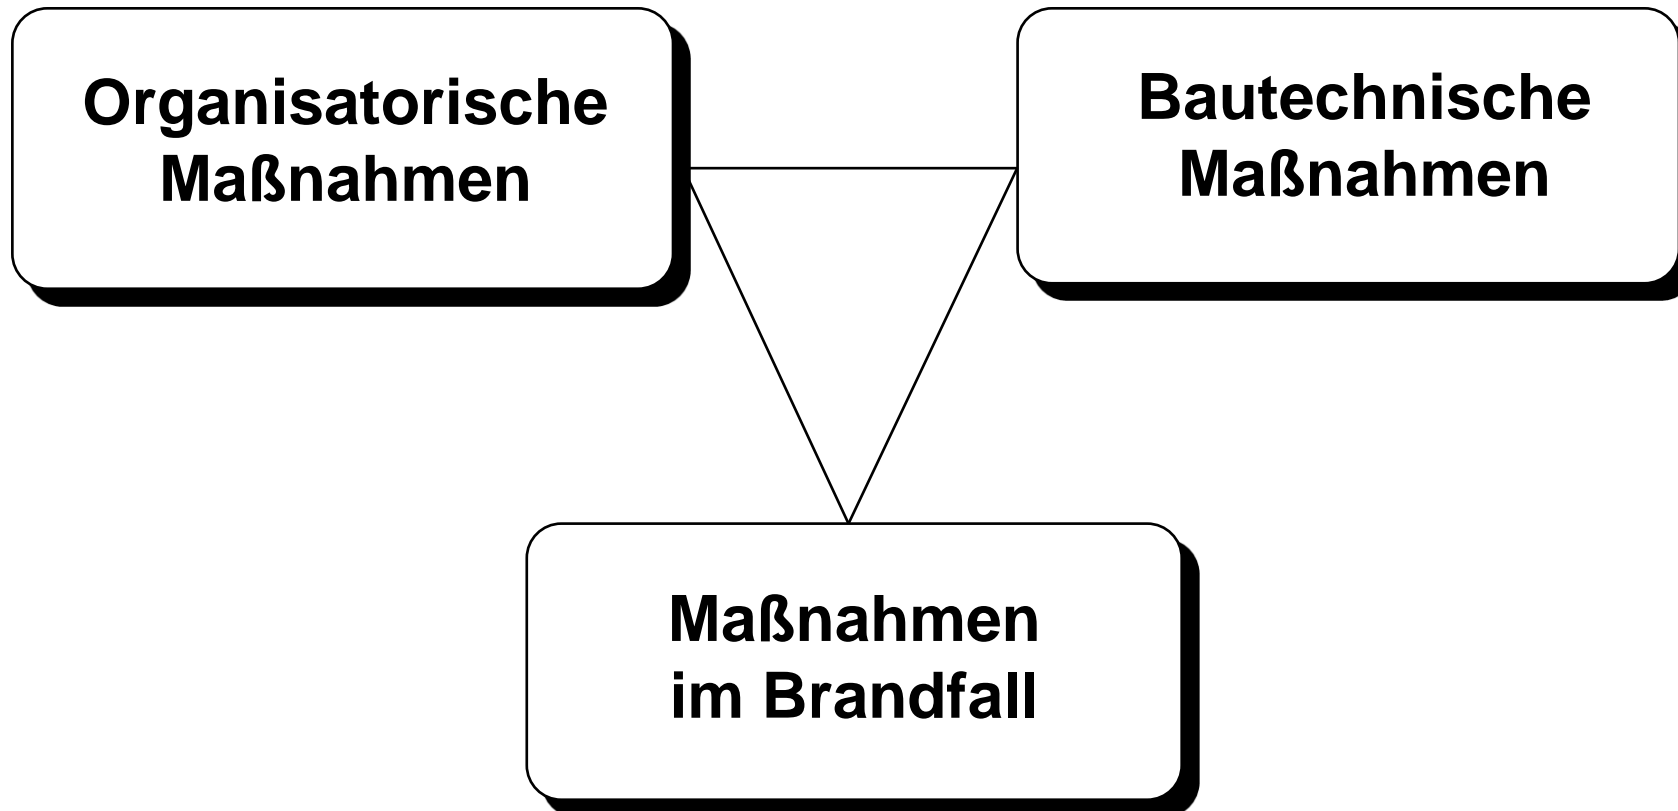 Organisatorische
Maßnahmen
Bautechnische
Maßnahmen
Maßnahmen
im Brandfall